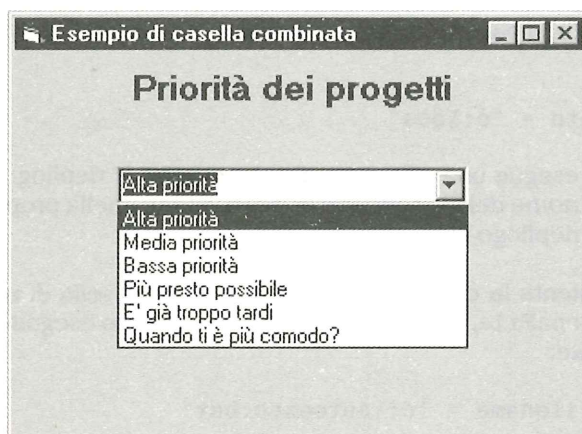 Esempio di casella combinata
Priorità dei progetti
Alta priorità
Alta priorità
Media priorità
Bassa priorità
Più presto possibile
E' già troppo tardi
Quando ti è più comodo?